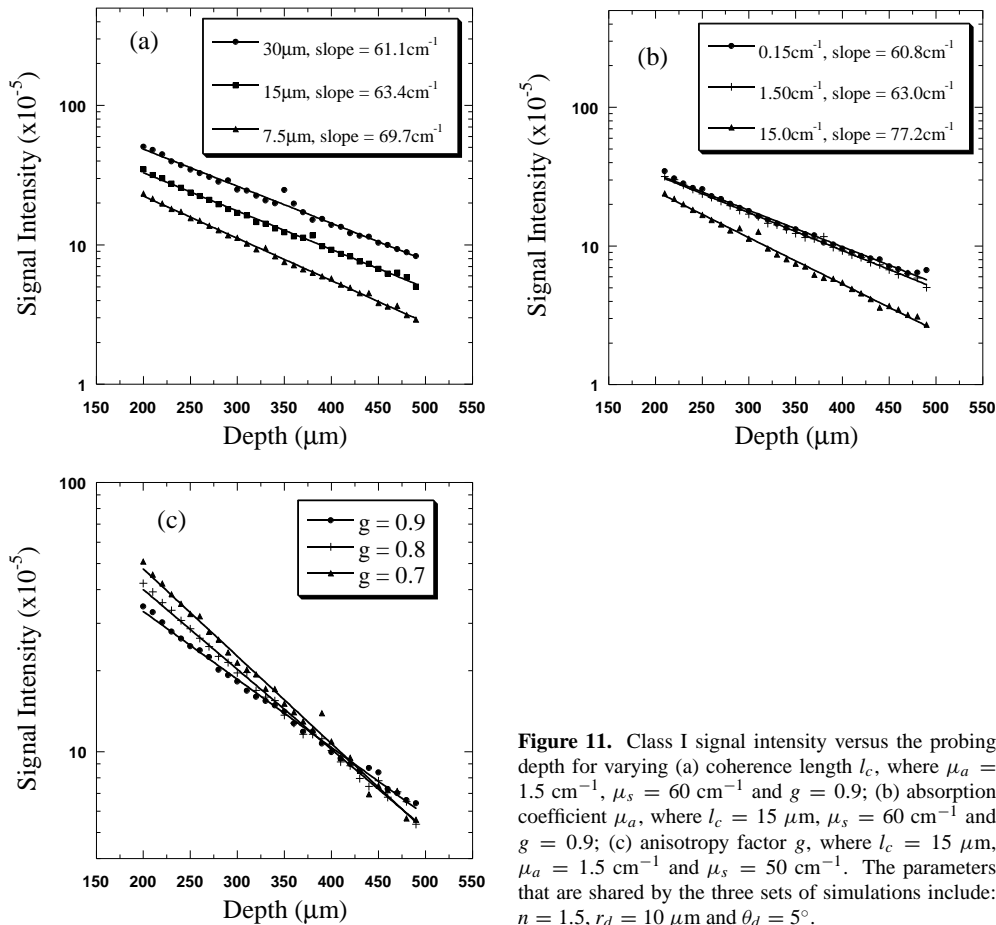 (a)
30μm, slope = 61.1cm⁻¹
15μm, slope = 63.4cm⁻¹
7.5μm, slope = 69.7cm⁻¹
Signal Intensity (x10⁻⁵)
100
10
1
150 200 250 300 350 400 450 500 550
Depth (μm)
(b)
0.15cm⁻¹, slope = 60.8cm⁻¹
1.50cm⁻¹, slope = 63.0cm⁻¹
15.0cm⁻¹, slope = 77.2cm⁻¹
Signal Intensity (x10⁻⁵)
100
10
1
150 200 250 300 350 400 450 500 550
Depth (μm)
(c)
g = 0.9
g = 0.8
g = 0.7
Signal Intensity (x10⁻⁵)
100
10
150 200 250 300 350 400 450 500 550
Depth (μm)
Figure 11. Class I signal intensity versus the probing
depth for varying (a) coherence length l_c, where μ_a =
1.5 cm⁻¹, μ_s = 60 cm⁻¹ and g = 0.9; (b) absorption
coefficient μ_a, where l_c = 15 μm, μ_s = 60 cm⁻¹ and
g = 0.9; (c) anisotropy factor g, where l_c = 15 μm,
μ_a = 1.5 cm⁻¹ and μ_s = 50 cm⁻¹. The parameters
that are shared by the three sets of simulations include:
n = 1.5, r_d = 10 μm and θ_d = 5°.